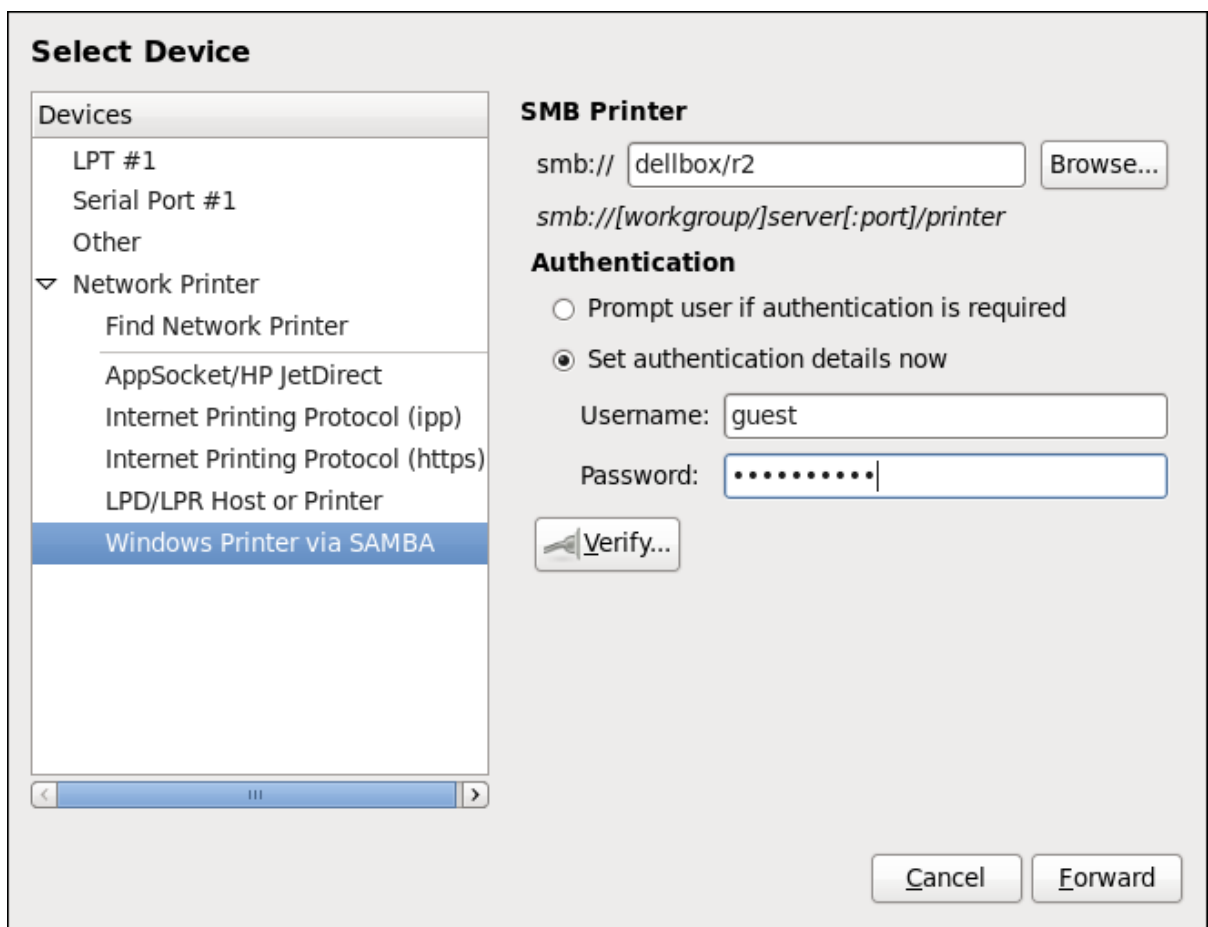 Select Device
Devices
LPT #1
Serial Port #1
Other
Network Printer
Find Network Printer
AppSocket/HP JetDirect
Internet Printing Protocol (ipp)
Internet Printing Protocol (https)
LPD/LPR Host or Printer
Windows Printer via SAMBA
SMB Printer
smb:// dellbox/r2 Browse...
smb://[workgroup/]server[:port]/printer
Authentication
Prompt user if authentication is required
Set authentication details now
Username: guest
Password: ••••••••••
Verify...
Cancel Forward